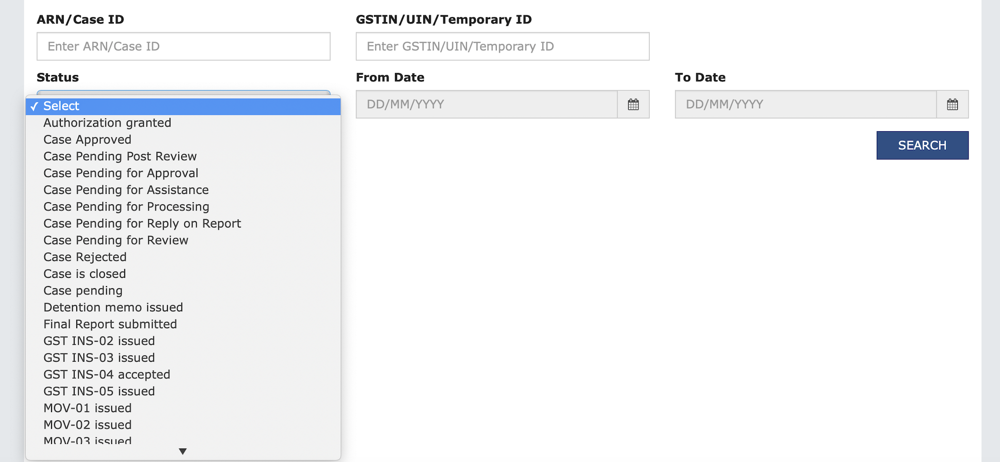 ARN/Case ID
GSTIN/UIN/Temporary ID
Enter ARN/Case ID
Enter GSTIN/UIN/Temporary ID
Status
From Date
To Date
DD/MM/YYYY
DD/MM/YYYY
SEARCH
✓ Select
Authorization granted
Case Approved
Case Pending Post Review
Case Pending for Approval
Case Pending for Assistance
Case Pending for Processing
Case Pending for Reply on Report
Case Pending for Review
Case Rejected
Case is closed
Case pending
Detention memo issued
Final Report submitted
GST INS-02 issued
GST INS-03 issued
GST INS-04 accepted
GST INS-05 issued
MOV-01 issued
MOV-02 issued
MOV-03 issued